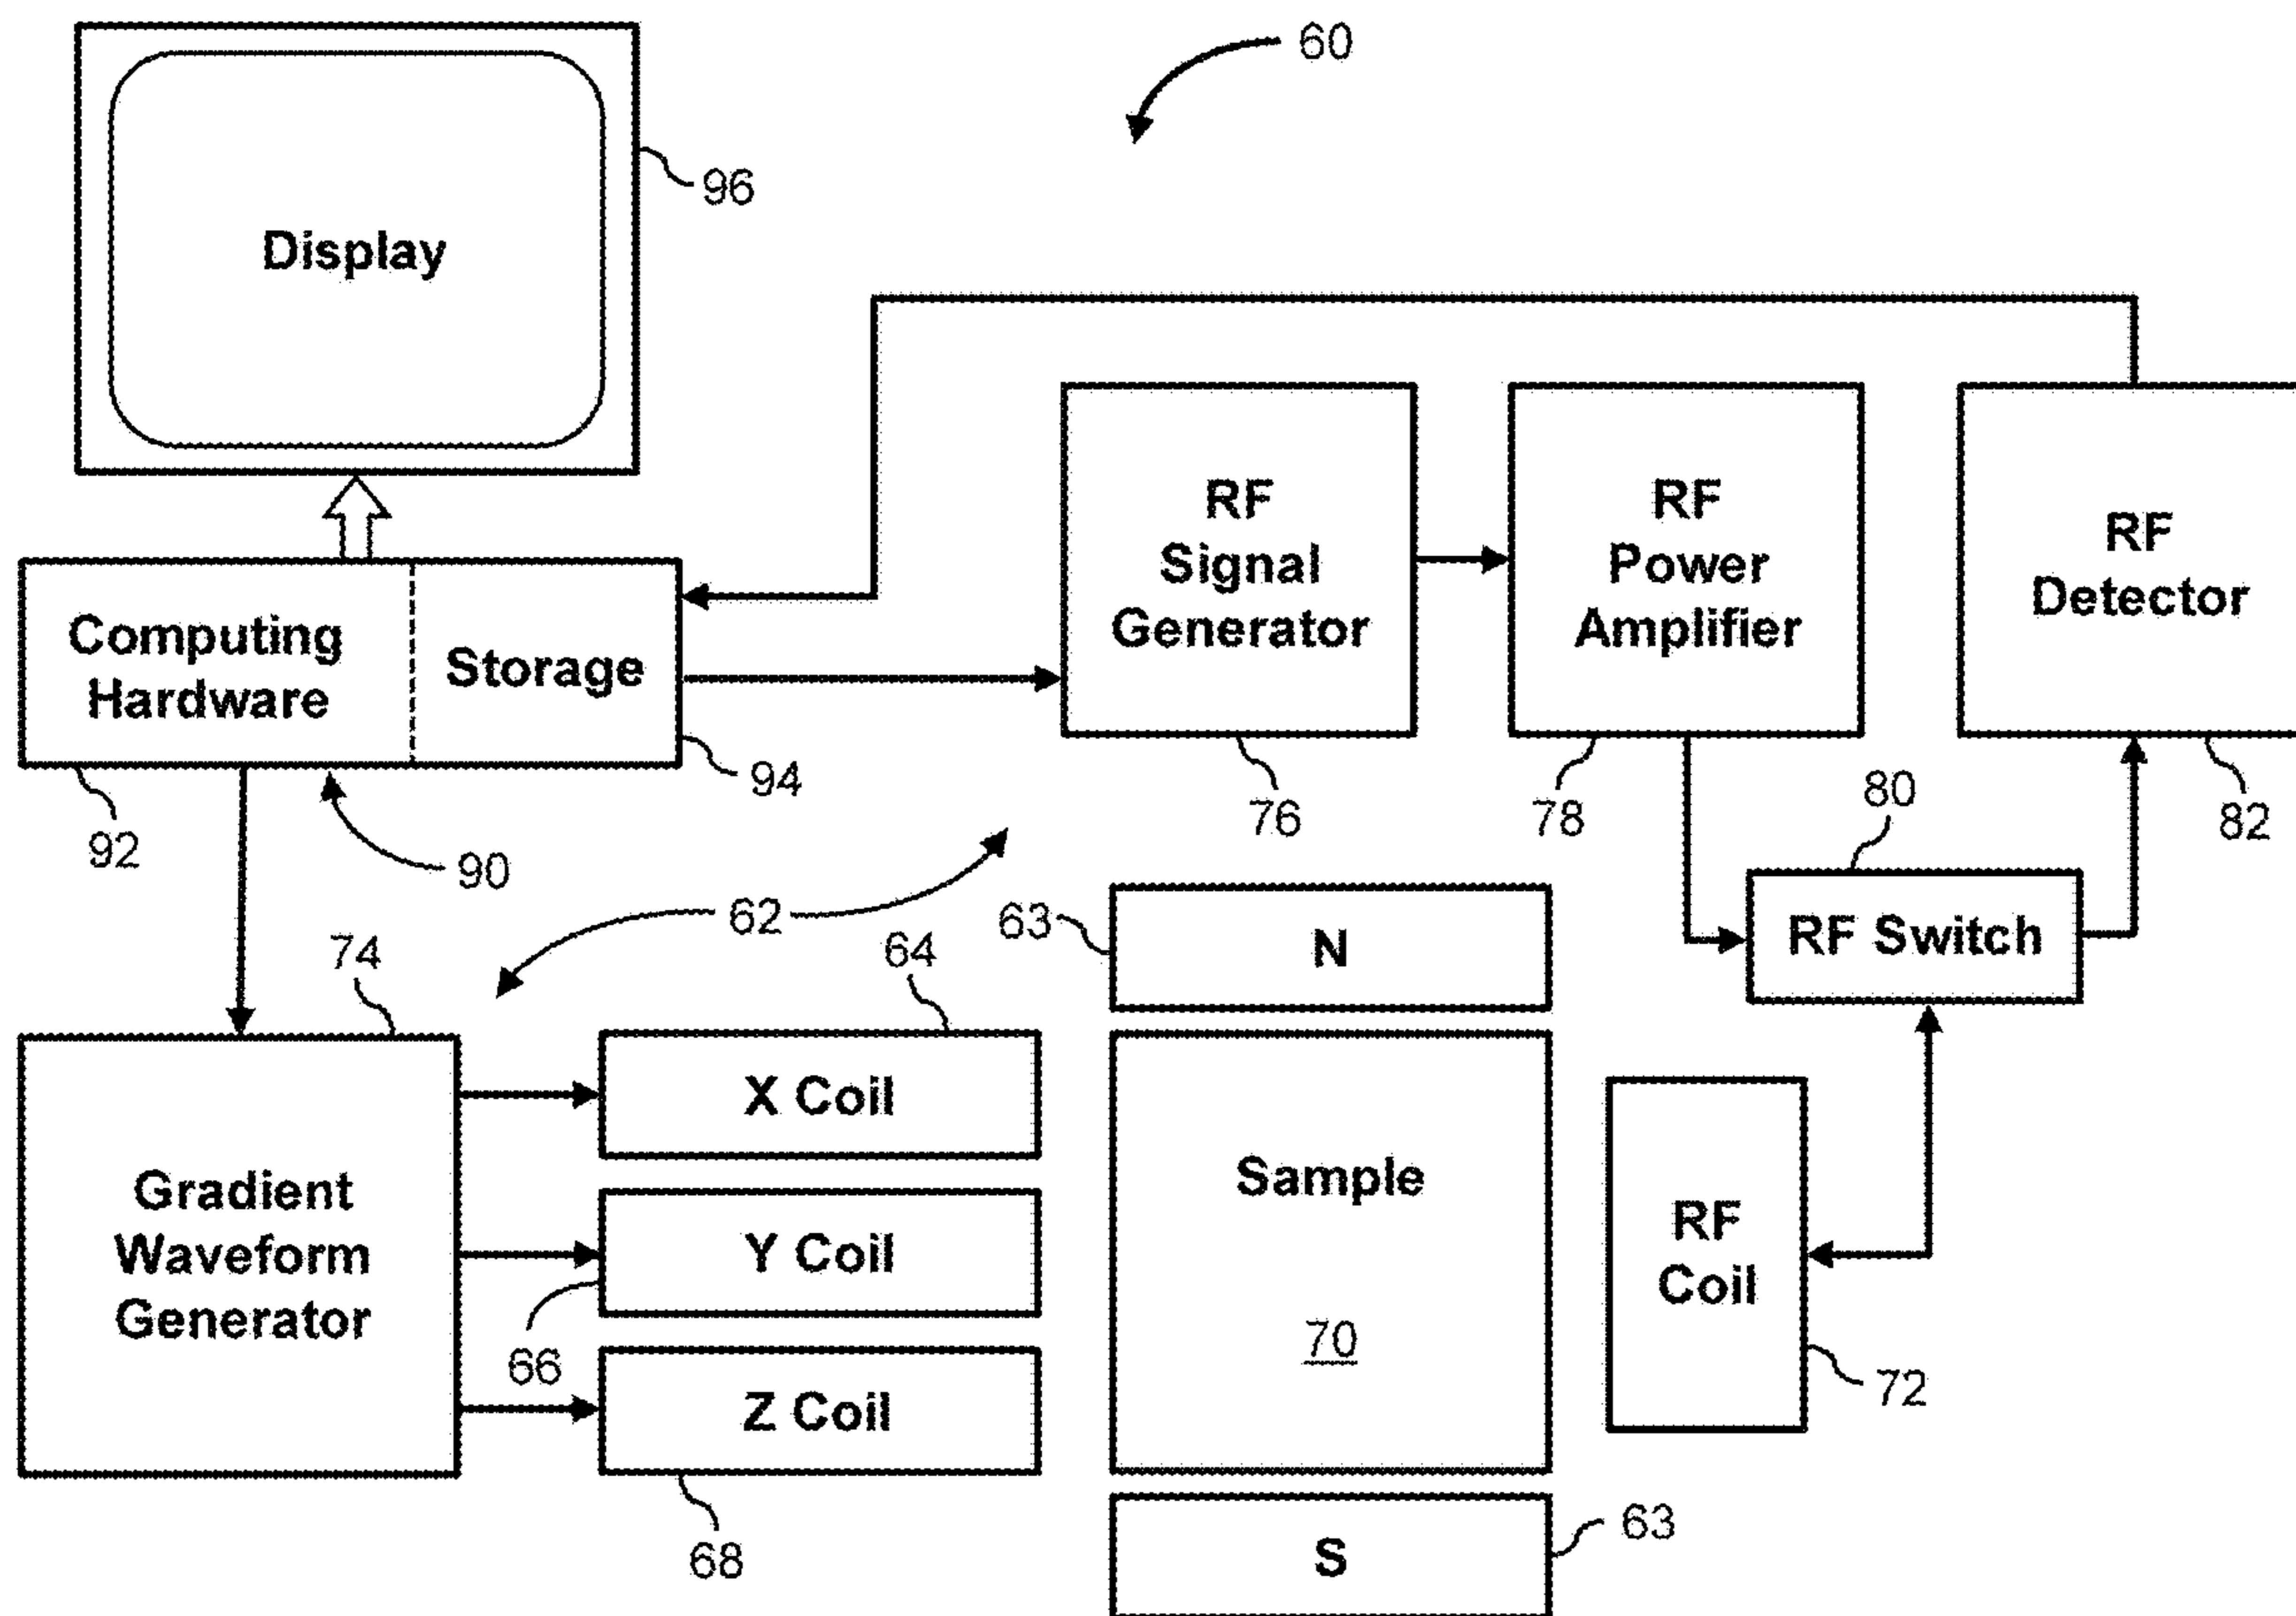 60
96
Display
RF
Signal
Generator
RF
Power
Amplifier
RF
Detector
Computing
Hardware
Storage
94
76
78
80
82
92
90
62
63
N
RF Switch
74
64
X Coil
Gradient
Waveform
Generator
Y Coil
Sample
70
RF
Coil
66
Z Coil
72
68
S
63